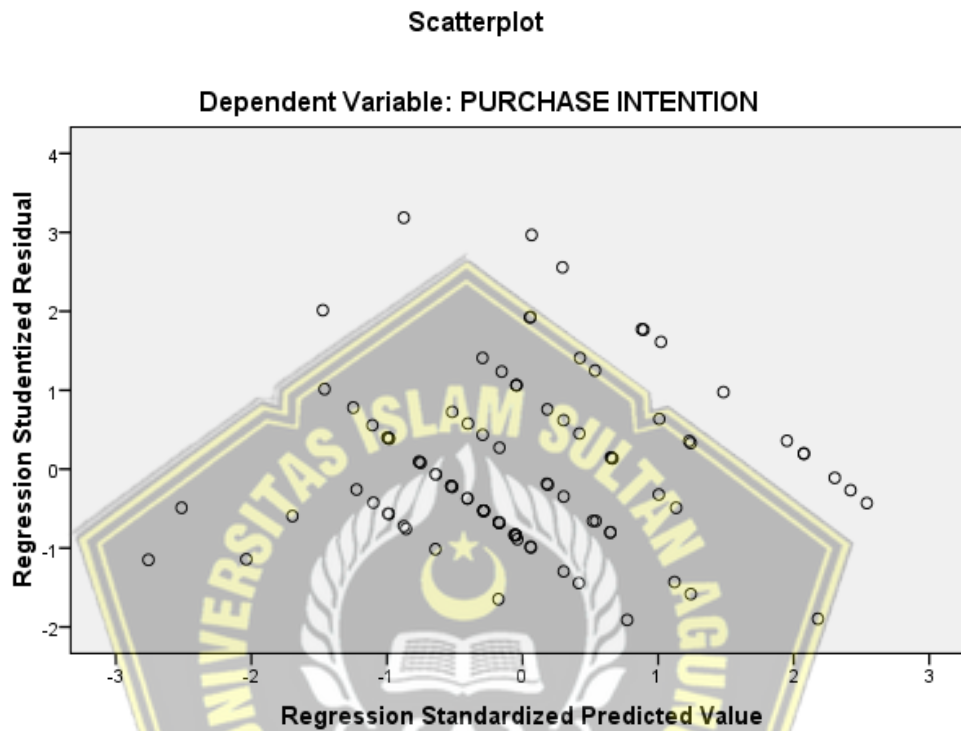 Scatterplot
Dependent Variable: PURCHASE INTENTION
Regression Studentized Residual
4
3
2
1
0
-1
-2
-3
-2
-1
0
1
2
3
Regression Standardized Predicted Value
UNIVERSITAS ISLAM SULTAN AGUNG